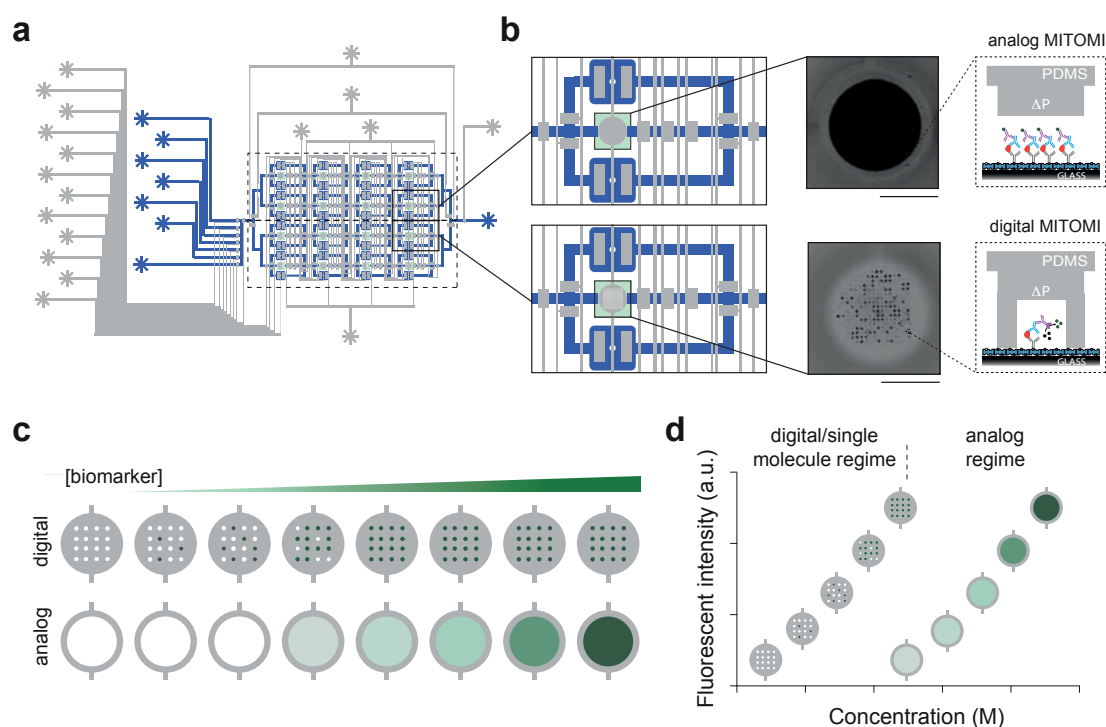 a
b
analog MITOMI
PDMS
ΔP
GLASS
digital MITOMI
PDMS
ΔP
GLASS
c
[biomarker]
digital
analog
d
digital/single
molecule regime
analog
regime
Fluorescent intensity (a.u.)
Concentration (M)